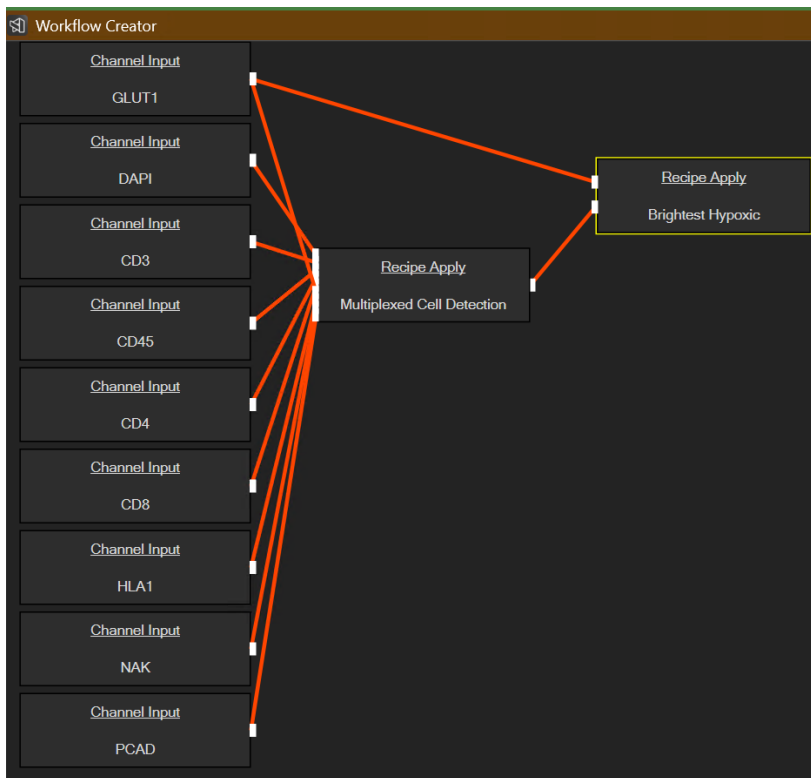 Workflow Creator
Channel Input
GLUT1
Channel Input
DAPI
Channel Input
CD3
Channel Input
CD45
Channel Input
CD4
Channel Input
CD8
Channel Input
HLA1
Channel Input
NAK
Channel Input
PCAD
Recipe Apply
Multiplexed Cell Detection
Recipe Apply
Brightest Hypoxic